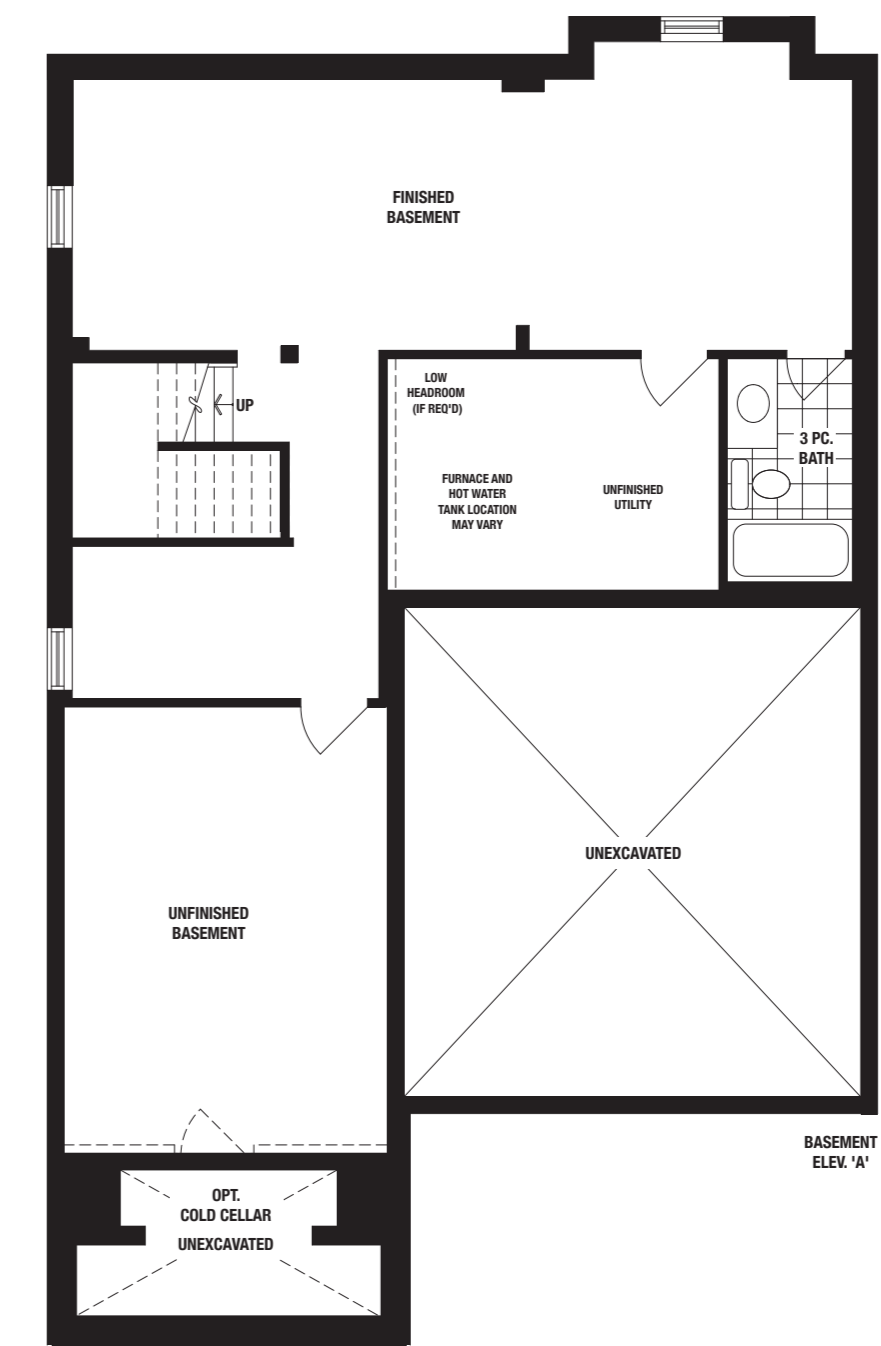 FINISHED
BASEMENT
LOW
HEADROOM
(IF REQ'D)
UP
3 PC.
BATH
FURNACE AND
HOT WATER
TANK LOCATION
MAY VARY
UNFINISHED
UTILITY
UNEXCAVATED
UNFINISHED
BASEMENT
BASEMENT
ELEV. 'A'
OPT.
COLD CELLAR
UNEXCAVATED